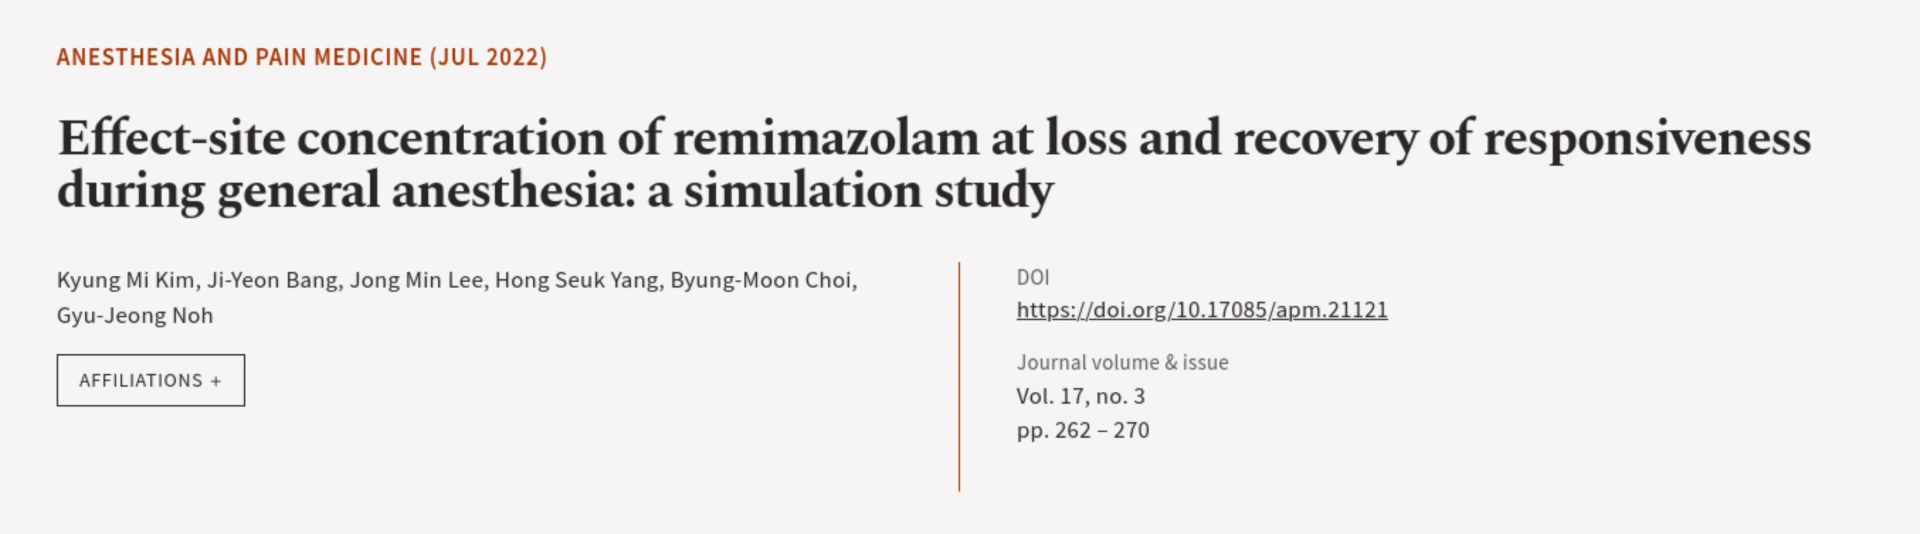 ANESTHESIA AND PAIN MEDICINE (JUL 2022)
Effect-site concentration of remimazolam at loss and recovery of responsiveness
during general anesthesia: a simulation study
Kyung Mi Kim, Ji-Yeon Bang, Jong Min Lee, Hong Seuk Yang, Byung-Moon Choi,
Gyu-Jeong Noh
AFFILIATIONS +
DOI
https://doi.org/10.17085/apm.21121
Journal volume & issue
Vol. 17, no. 3
pp. 262 – 270